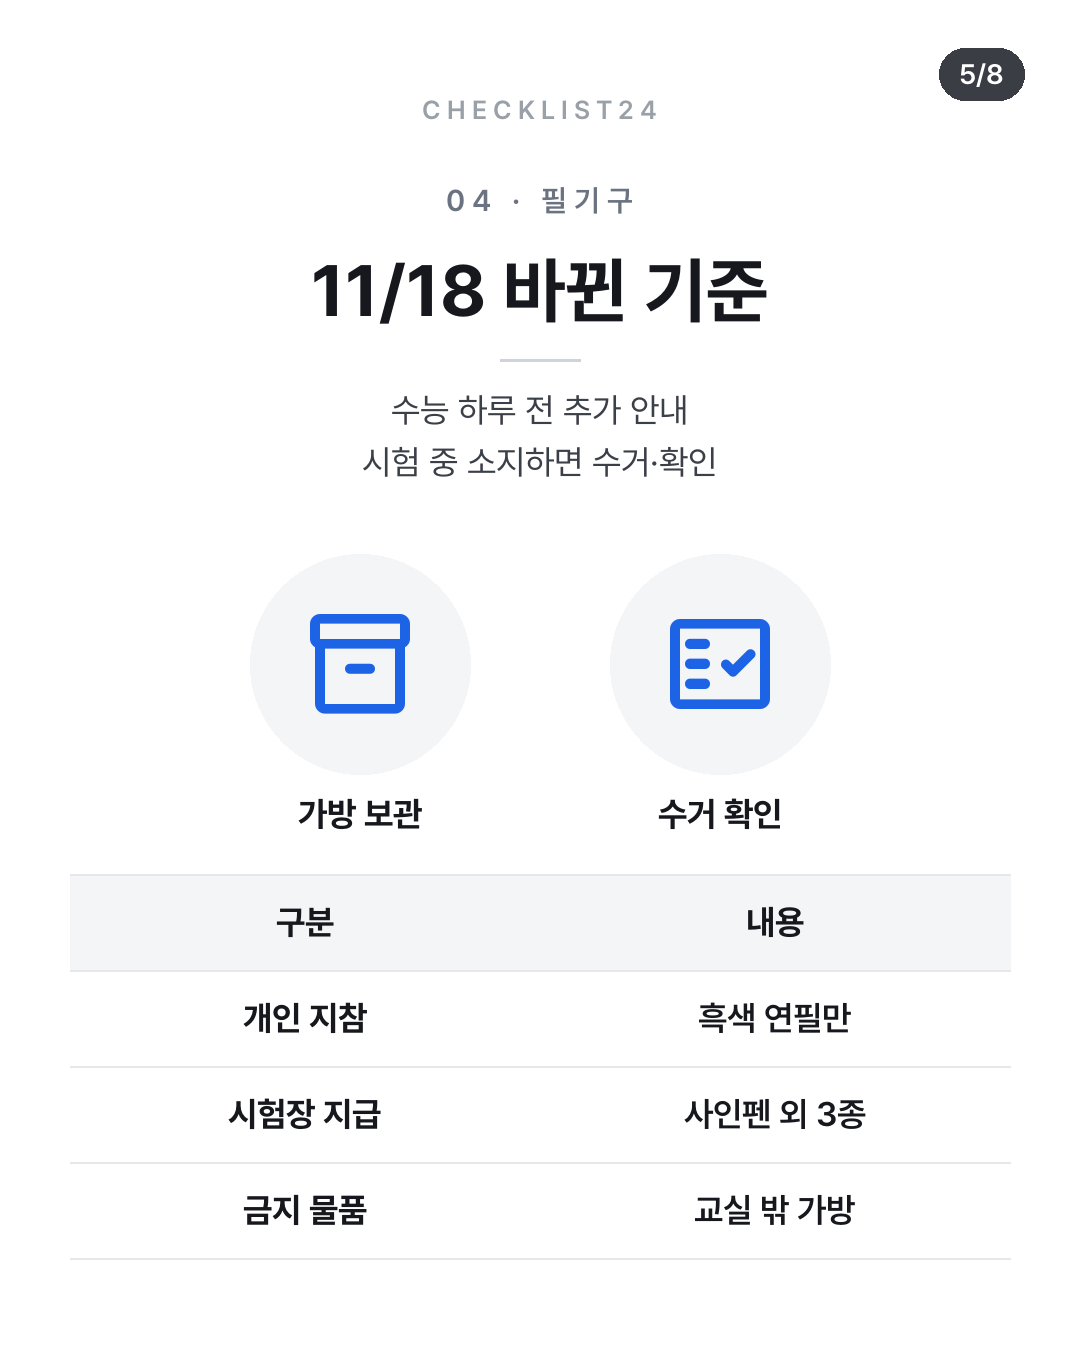 5/8
CHECKLIST24
04 · 필기구
11/18 바뀐 기준
수능 하루 전 추가 안내
시험 중 소지하면 수거·확인
가방 보관 수거 확인
구분 내용
개인 지참 흑색 연필만
시험장 지급 사인펜 외 3종
금지 물품 교실 밖 가방